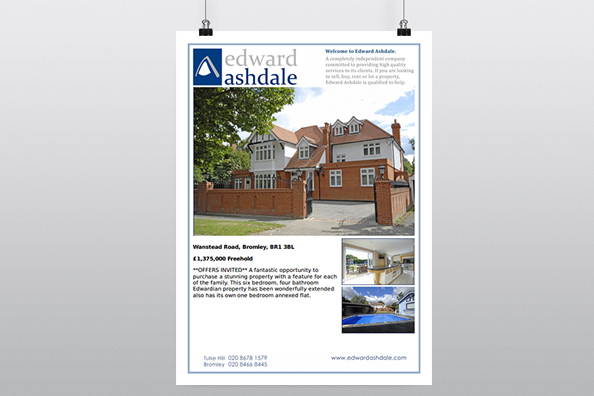 edward
ashdale
Welcome to Edward Ashdale.
A completely independent company
committed to providing high quality
services to its clients. If you are looking
to sell, buy, rent or let a property,
Edward Ashdale is qualified to help.
Wanstead Road, Bromley, BR1 3BL
£1,375,000 Freehold
**OFFERS INVITED** A fantastic opportunity to
purchase a stunning property with a feature for each
of the family. This six bedroom, four bathroom
Edwardian property has been wonderfully extended
also has its own one bedroom annexed flat.
Tulse Hill 020 8678 1579
Bromley 020 8466 8445
www.edwardashdale.com